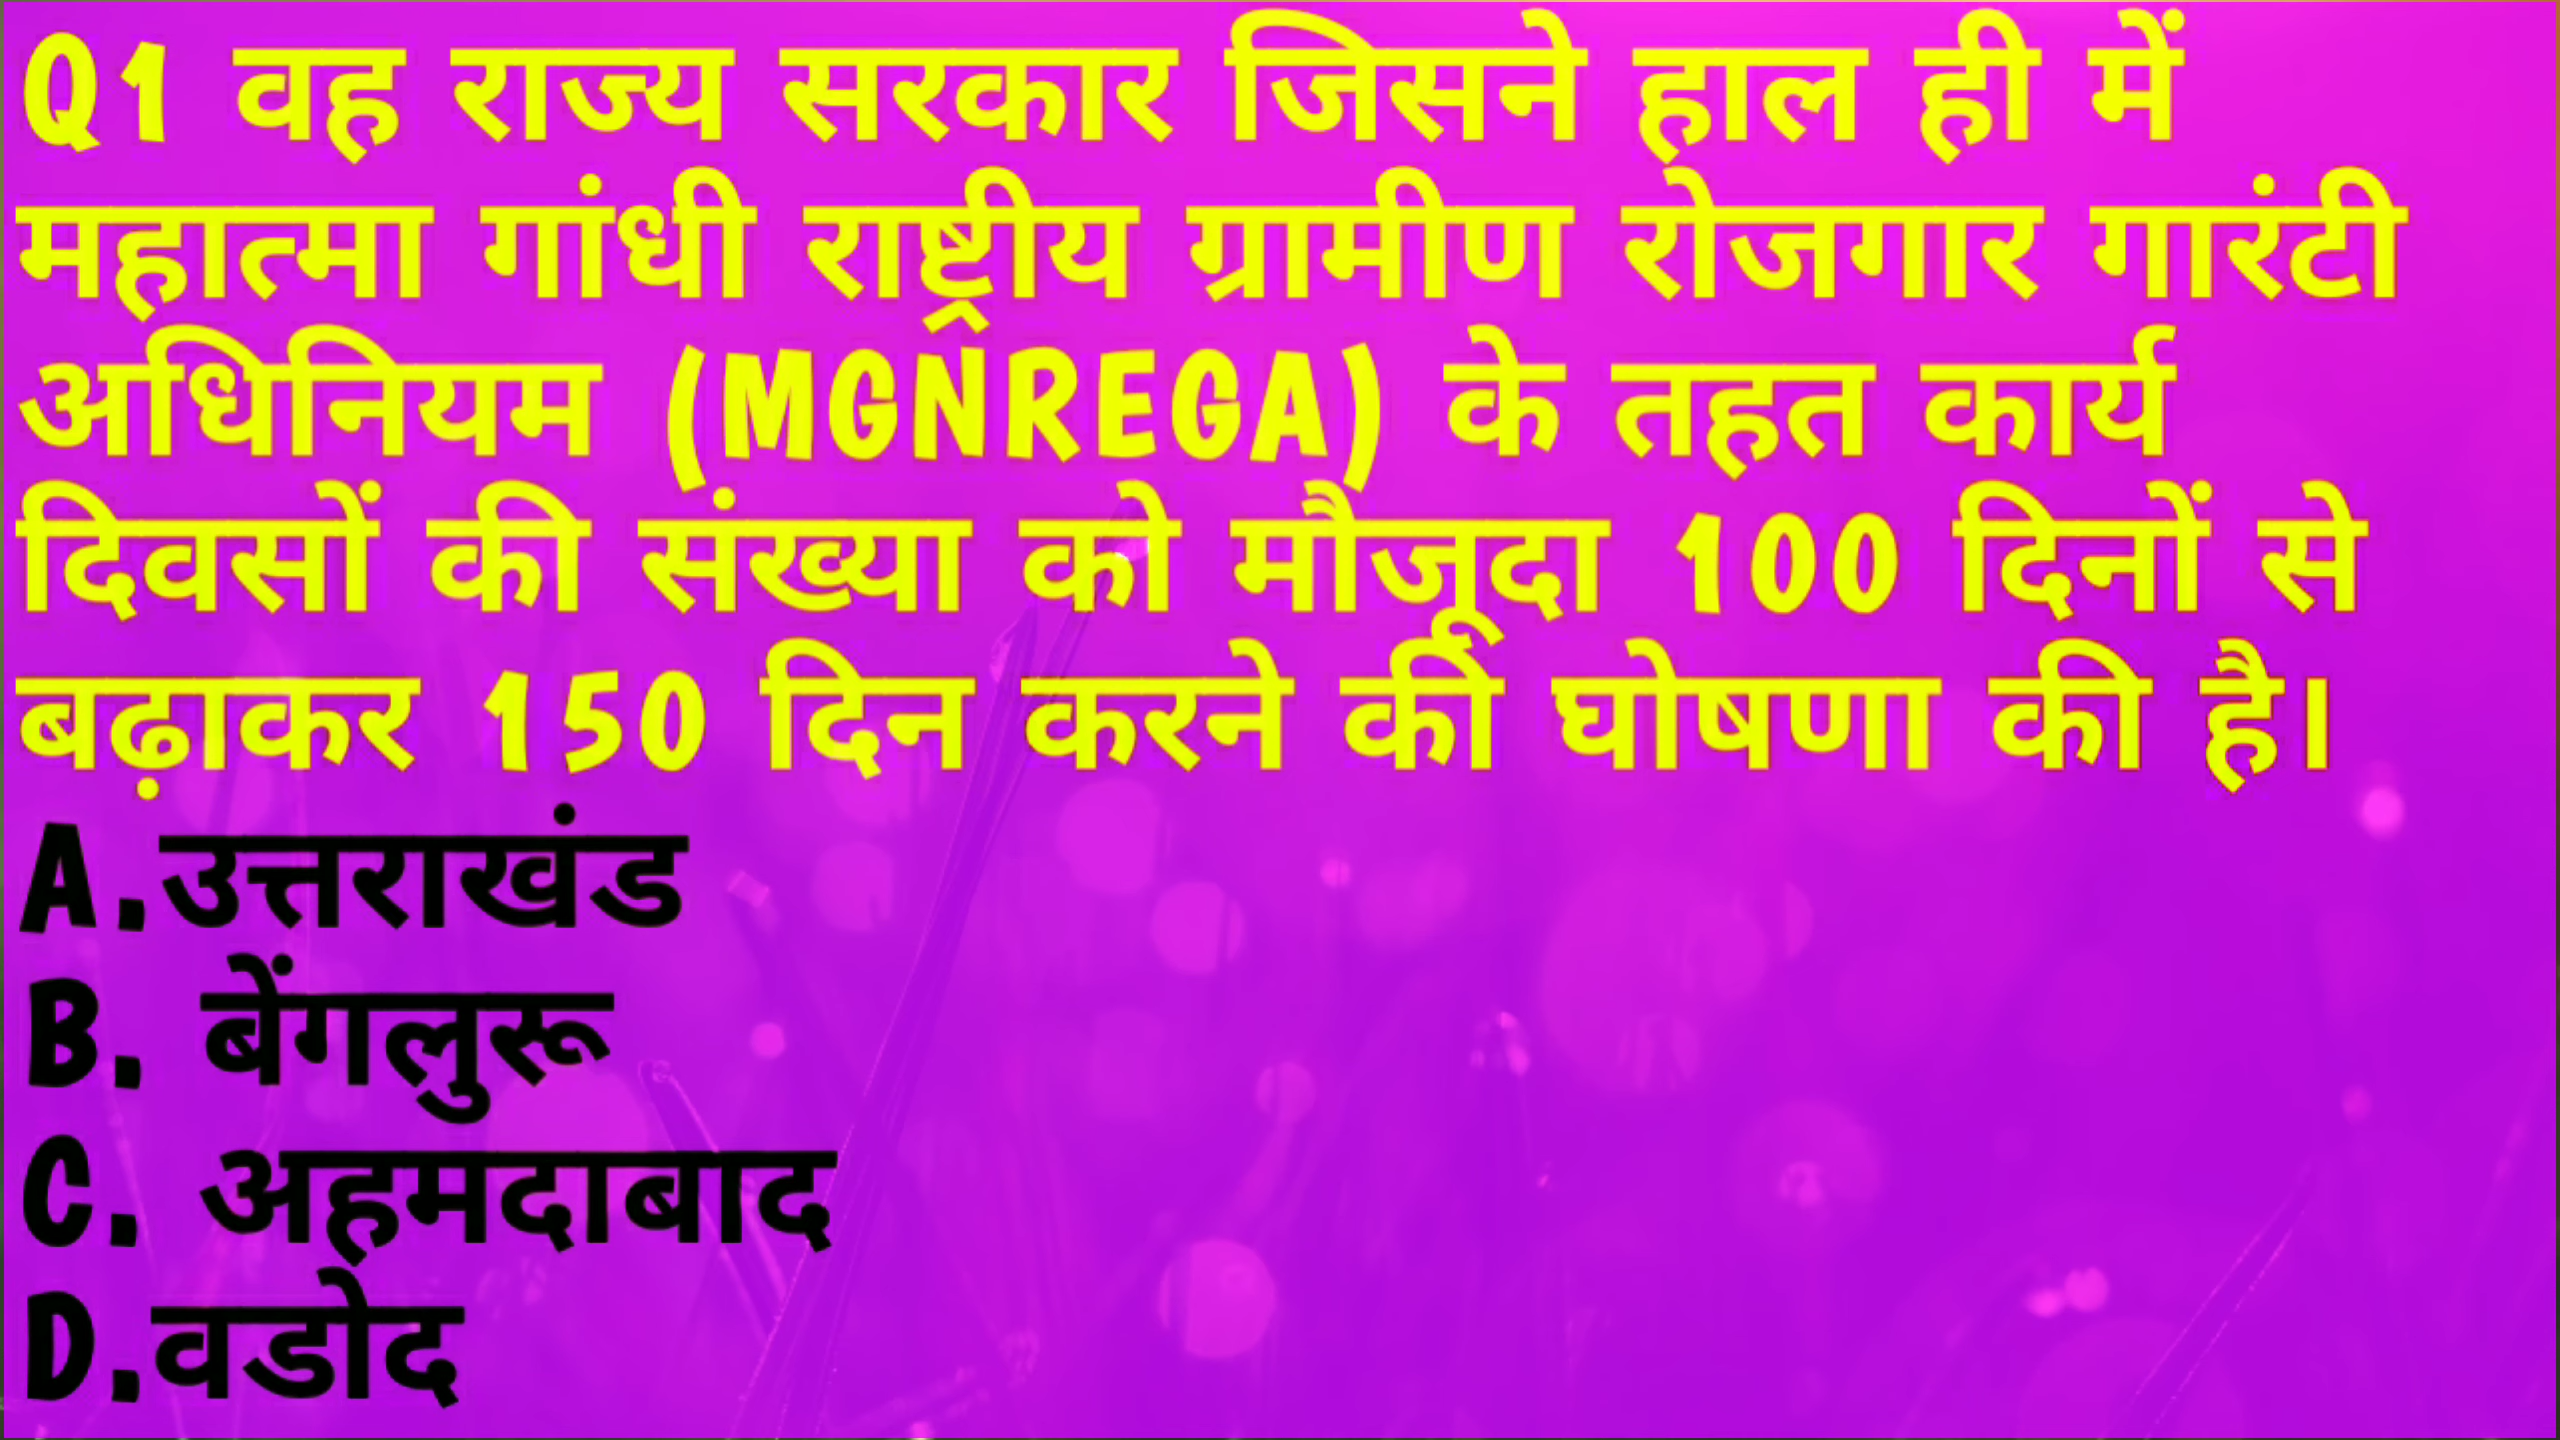 Q1 वह राज्य सरकार जिसने हाल ही में
महात्मा गांधी राष्ट्रीय ग्रामीण रोजगार गारंटी
अधिनियम (MGNREGA) के तहत कार्य
दिवसों की संख्या को मौजूदा 100 दिनों से
बढ़ाकर 150 दिन करने की घोषणा की है।
A.उत्तराखंड
B. बेंगलुरू
C. अहमदाबाद
D.वडोद